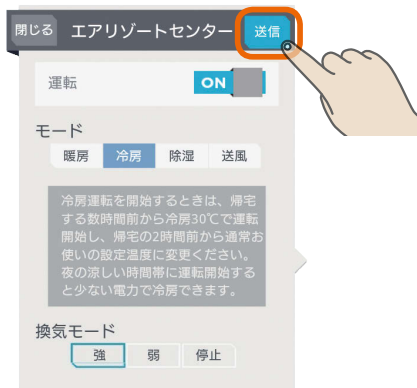 閉じる エアリゾートセンター 送信
運転 ON
モード
暖房 冷房 除湿 送風
冷房運転を開始するときは、帰宅
する数時間前から冷房30℃で運転
開始し、帰宅の2時間前から通常お
使いの設定温度に変更ください。
夜の涼しい時間帯に運転開始する
と少ない電力で冷房できます。
換気モード
強 弱 停止